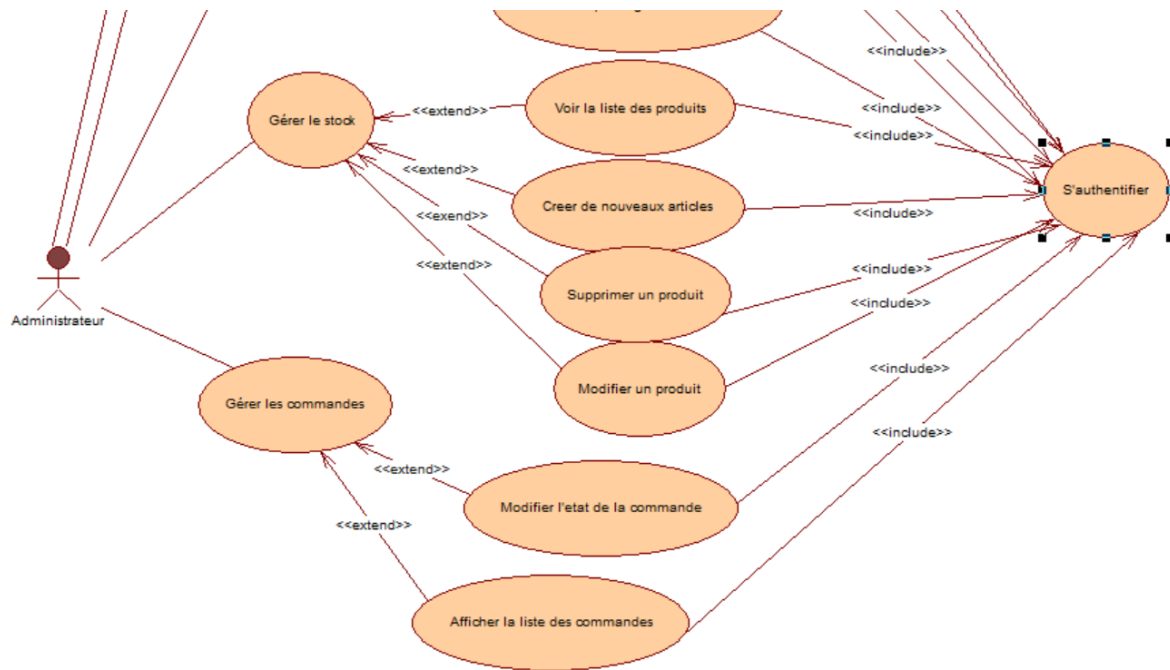 <<include>>
Voir la liste des produits
<<extend>>
<<include>>
Gérer le stock
<<include>>
<<extend>>
S'authentifier
Creer de nouveaux articles
<<include>>
<<exend>>
<<extend>>
<<include>>
Supprimer un produit
<<include>>
Administrateur
<<include>>
Modifier un produit
Gérer les commandes
<<include>>
<<extend>>
Modifier l'etat de la commande
<<extend>>
Afficher la liste des commandes